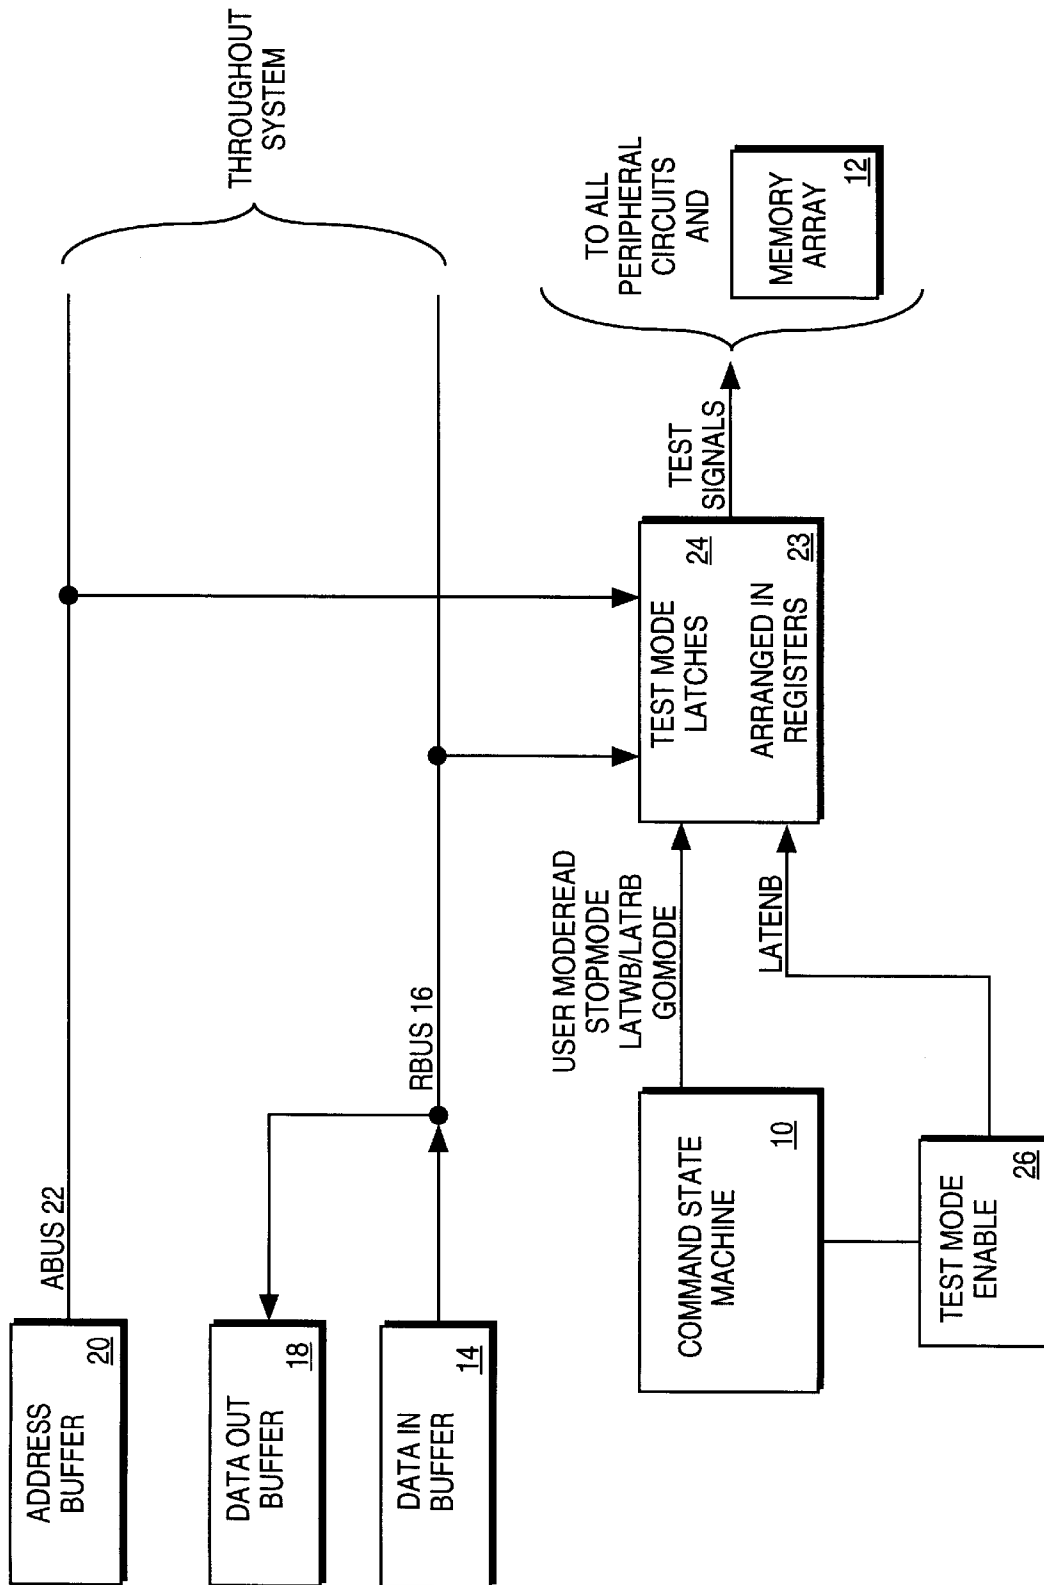 THROUGHOUT
SYSTEM
ABUS 22
ADDRESS
BUFFER
20
DATA OUT
BUFFER
18
RBUS 16
DATA IN
BUFFER
14
TO ALL
PERIPHERAL
CIRCUITS
AND
MEMORY
ARRAY
12
TEST
SIGNALS
TEST MODE
LATCHES
24
ARRANGED IN
REGISTERS
23
USER MODEREAD
STOPMODE
LATWB/LATRB
GOMODE
LATENB
COMMAND STATE
MACHINE
10
TEST MODE
ENABLE
26